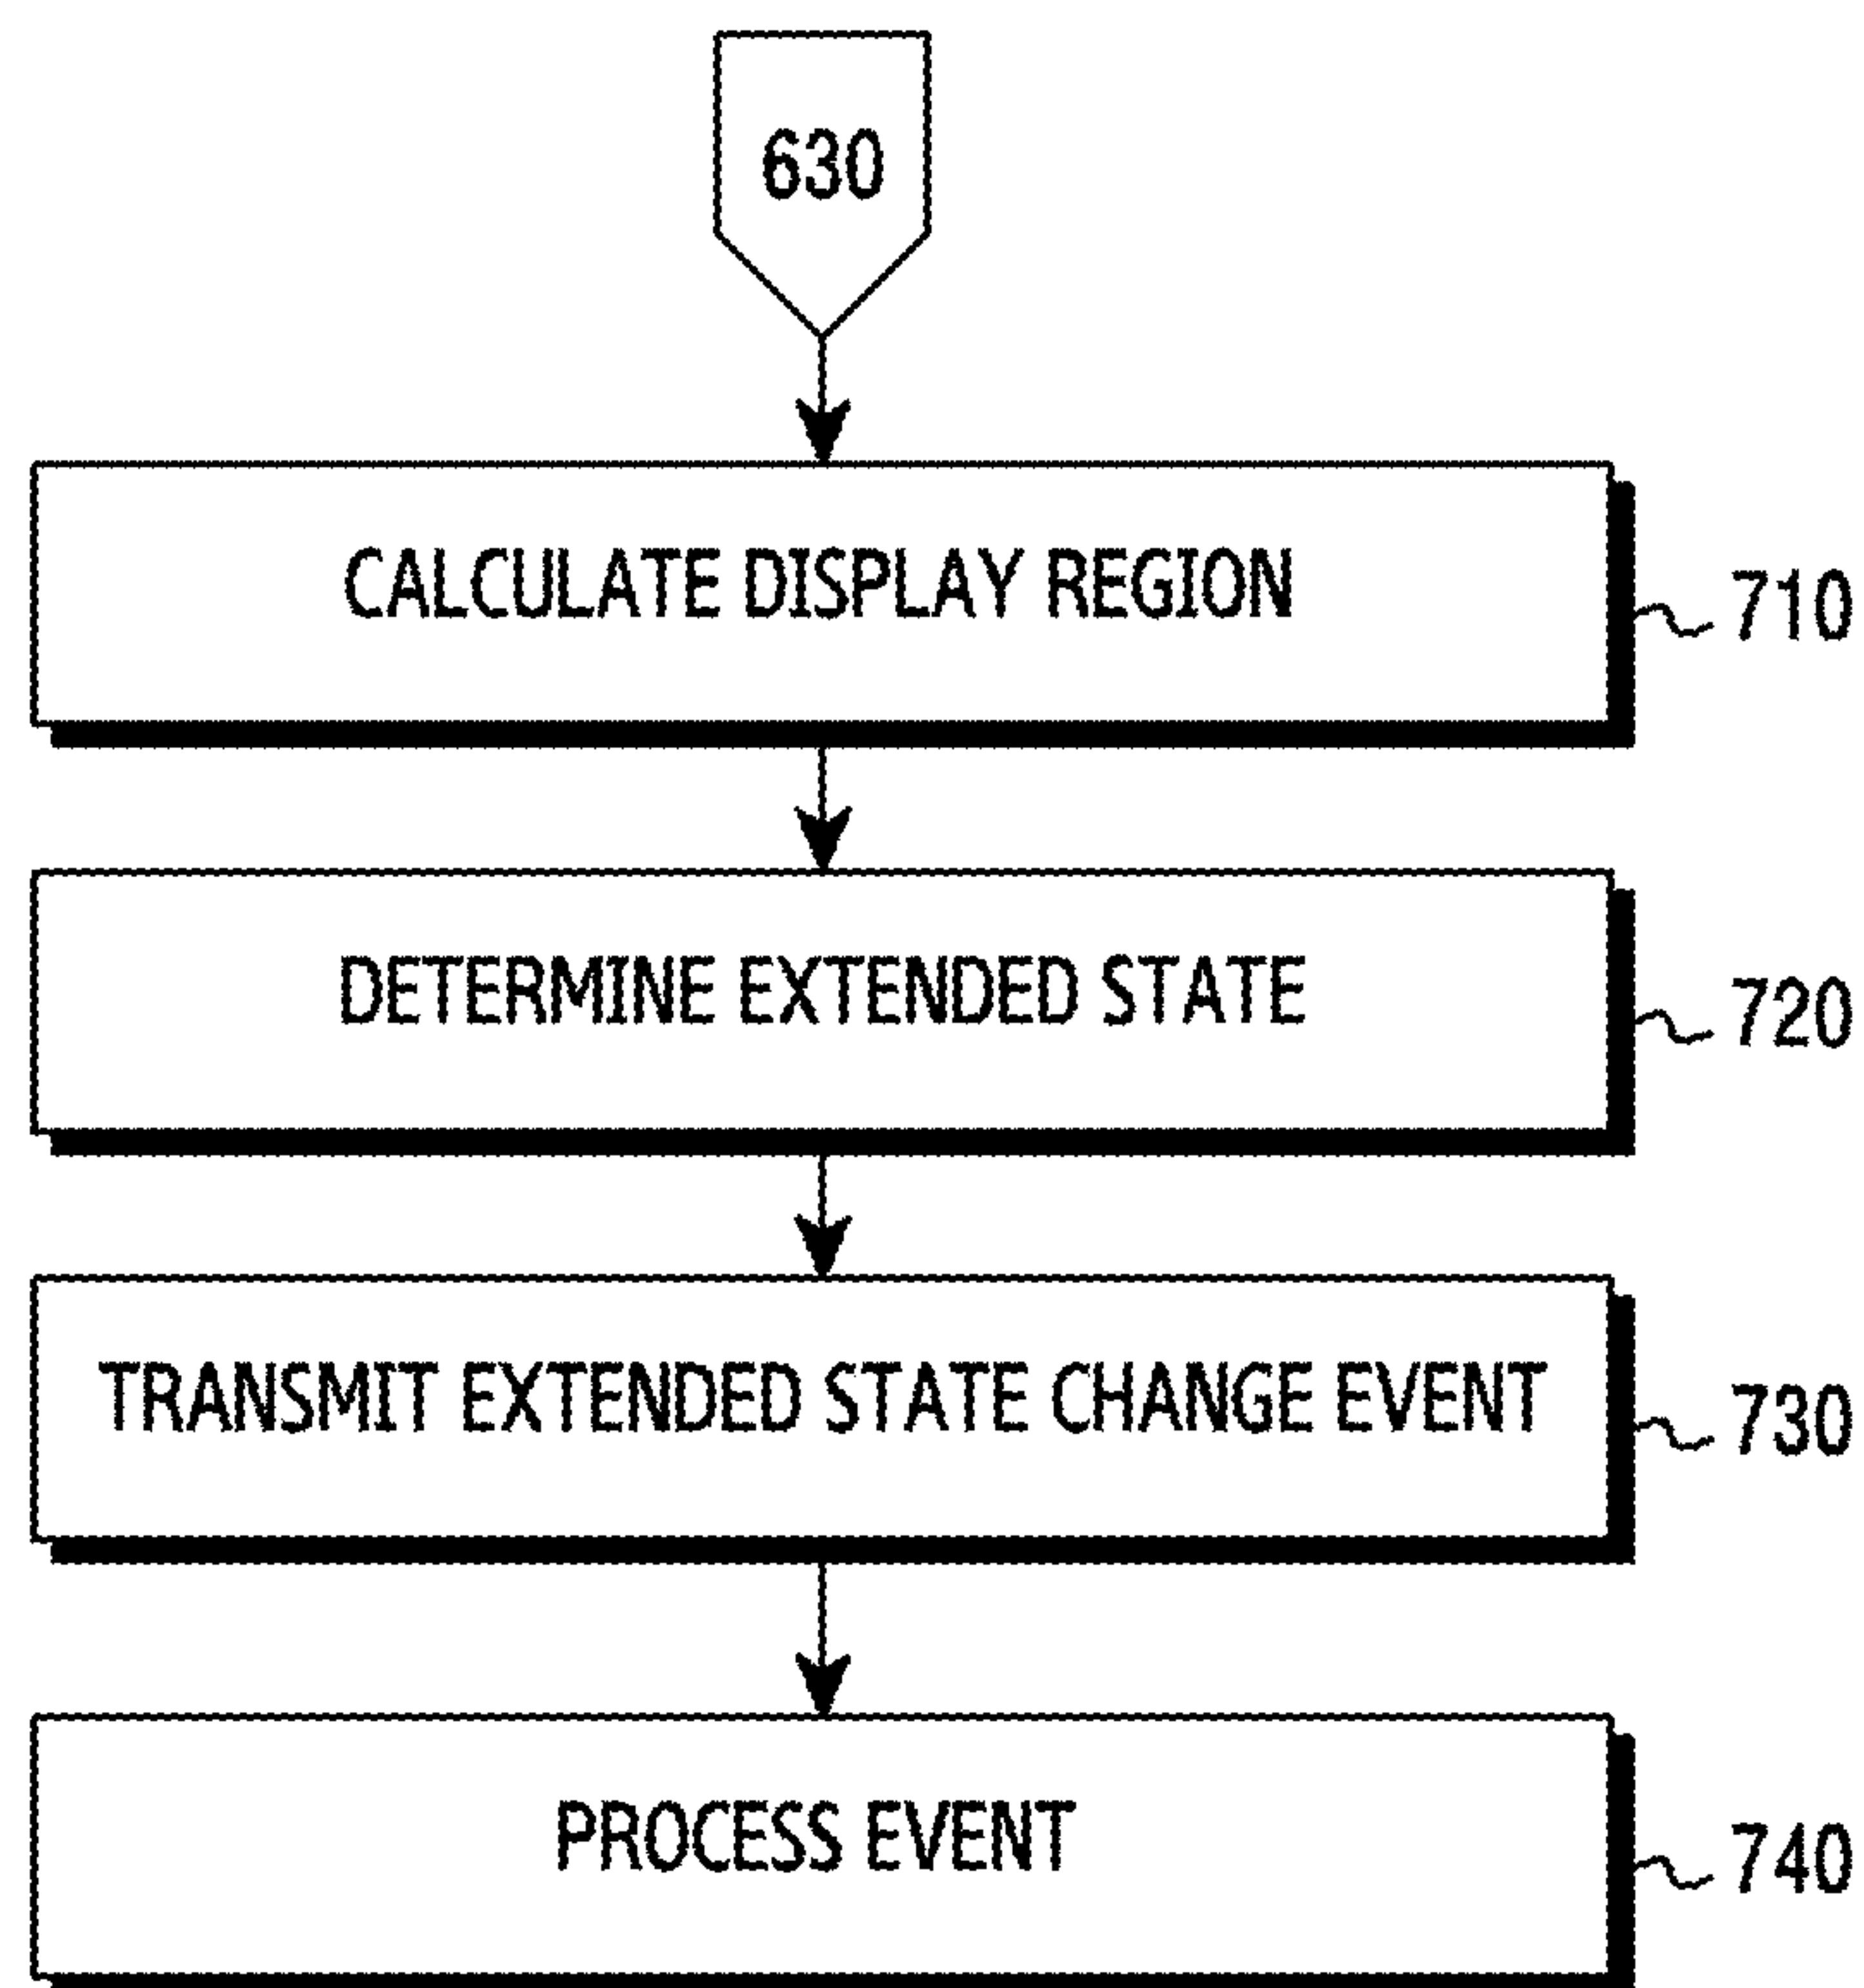 630
CALCULATE DISPLAY REGION
710
DETERMINE EXTENDED STATE
720
TRANSMIT EXTENDED STATE CHANGE EVENT
730
PROCESS EVENT
740